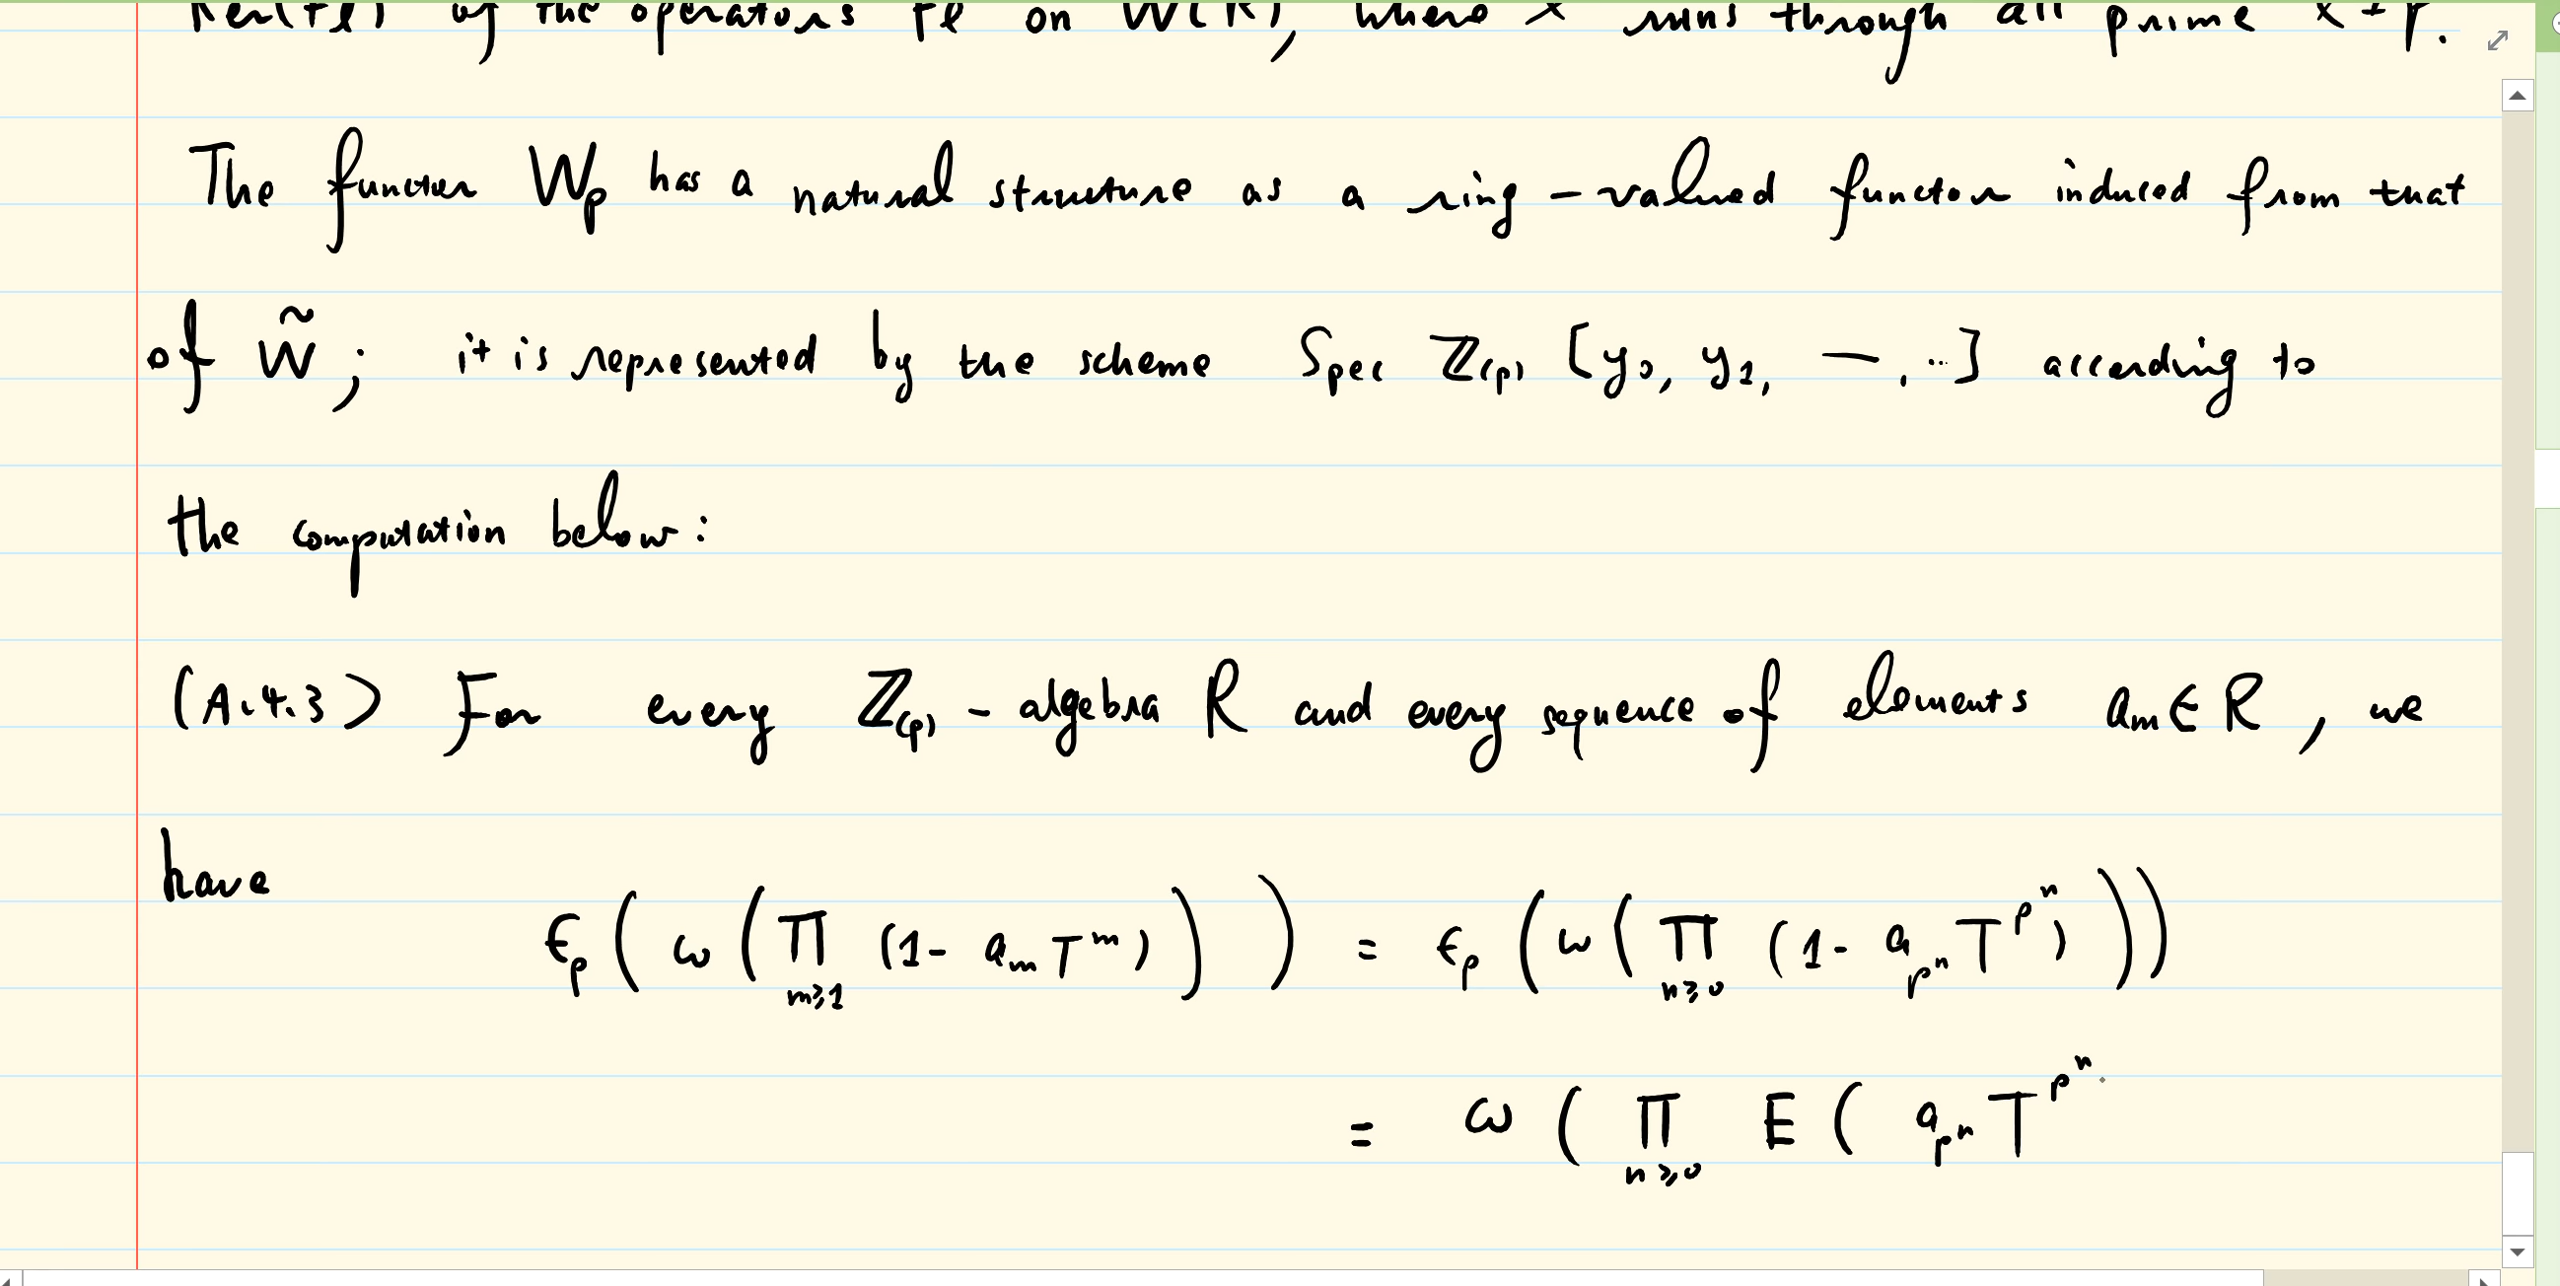 Ker(Fℓ) of the operators Fℓ on W̃(R), where ℓ runs through all prime ℓ ≠ p.
The functor W_p has a natural structure as a ring-valued functor induced from that
of W̃; it is represented by the scheme Spec ℤ_(p) [y_0, y_1, —, ...] according to
the computation below:
(A.4.3) For every ℤ_(p) - algebra R and every sequence of elements a_m ∈ R, we
have
ϵ_p ( ω ( ∏_{m≥1} (1 - a_m T^m) ) ) = ϵ_p ( ω ( ∏_{n≥0} (1 - a_{p^n} T^{p^n}) ) )
= ω ( ∏_{n≥0} E ( a_{p^n} T^{p^n}